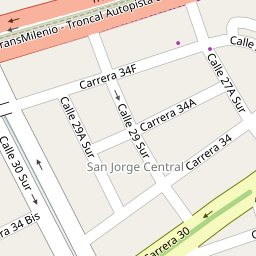 TransMilenio - Troncal Autopista
Calle
Carrera 34F
Calle 27A Sur
Carrera 34A
Calle 29 Sur
Calle 29A Sur
Carrera 34
San Jorge Central
Calle 30 Sur
Carrera 34 Bis
Carrera 30